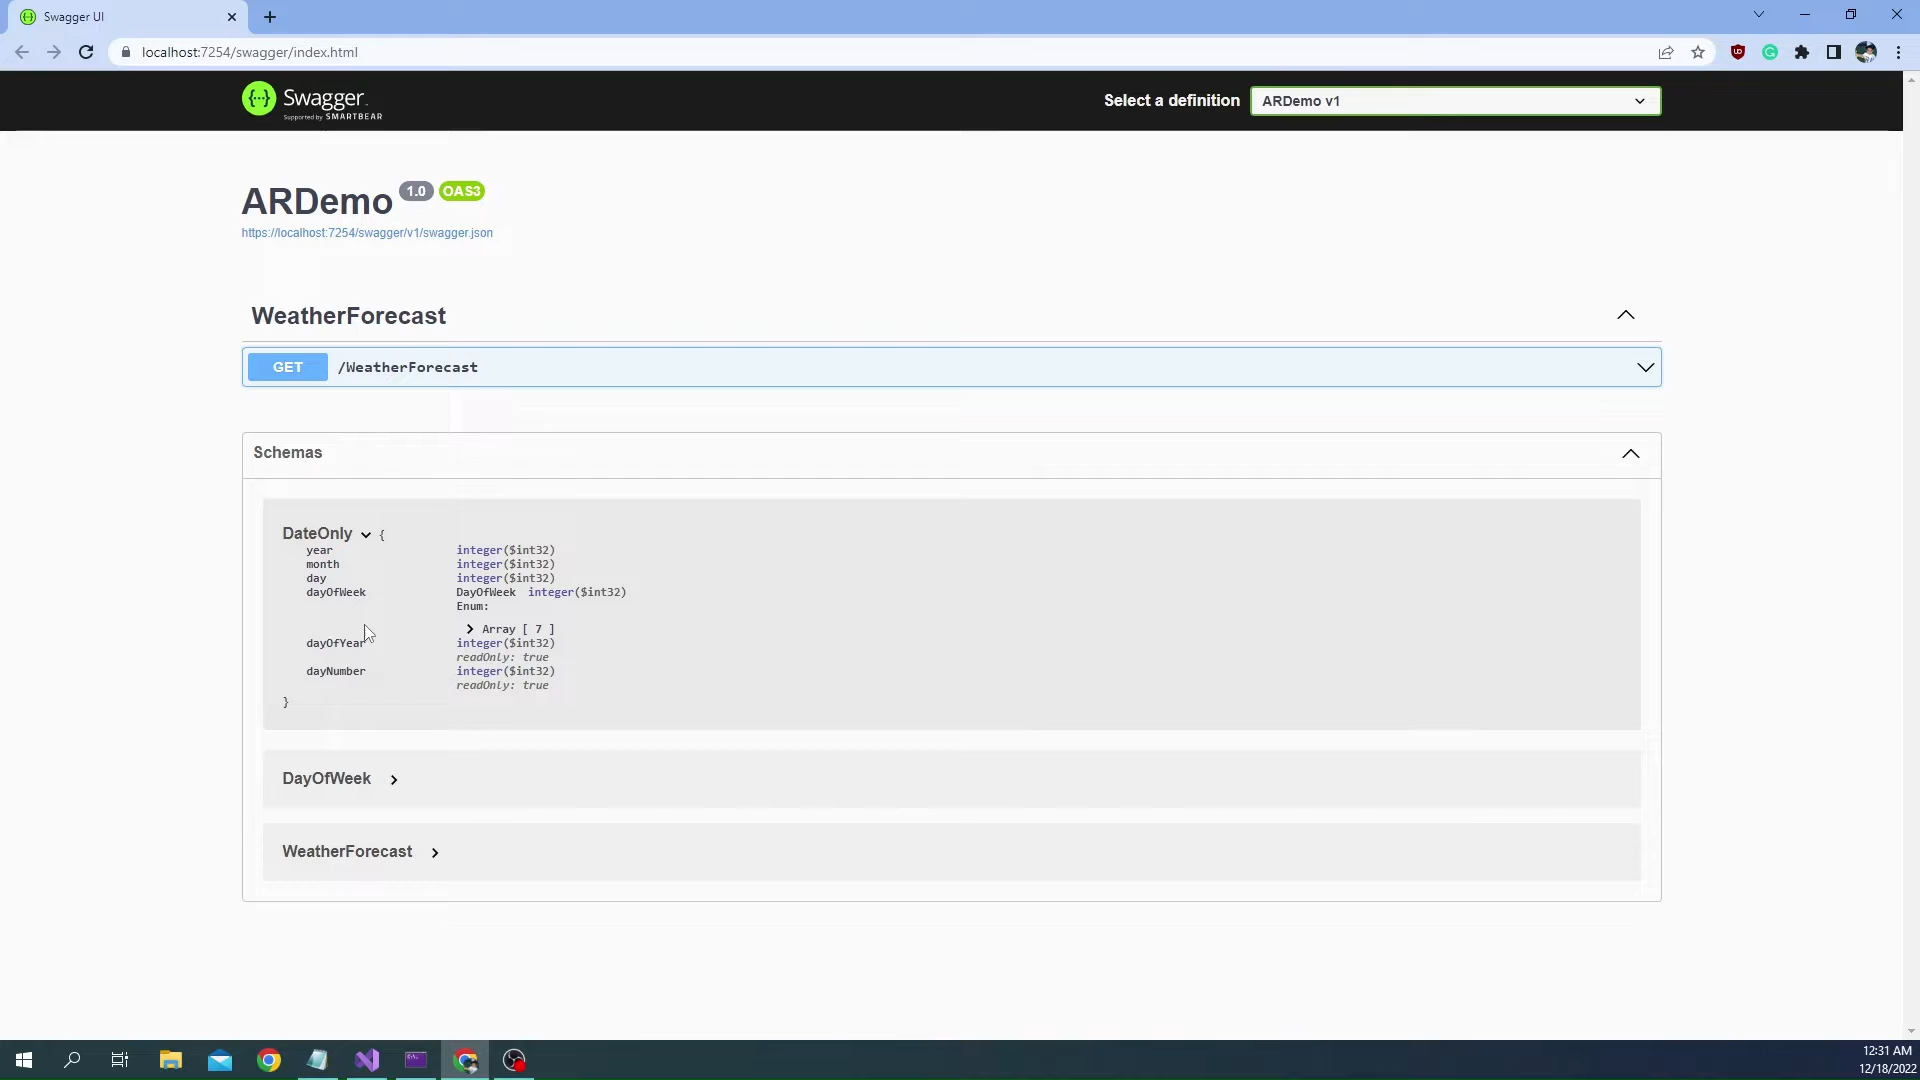 Swagger UI
localhost:7254/swagger/index.html
Swagger
Supported by SMARTBEAR
Select a definition
ARDemo v1
ARDemo 1.0 OAS3
https://localhost:7254/swagger/v1/swagger.json
WeatherForecast
GET /WeatherForecast
Schemas
DateOnly {
year integer($int32)
month integer($int32)
day integer($int32)
dayOfWeek DayOfWeek integer($int32)
Enum:
Array [ 7 ]
dayOfYear integer($int32)
readOnly: true
dayNumber integer($int32)
readOnly: true
}
DayOfWeek
WeatherForecast
12:31 AM
12/18/2022